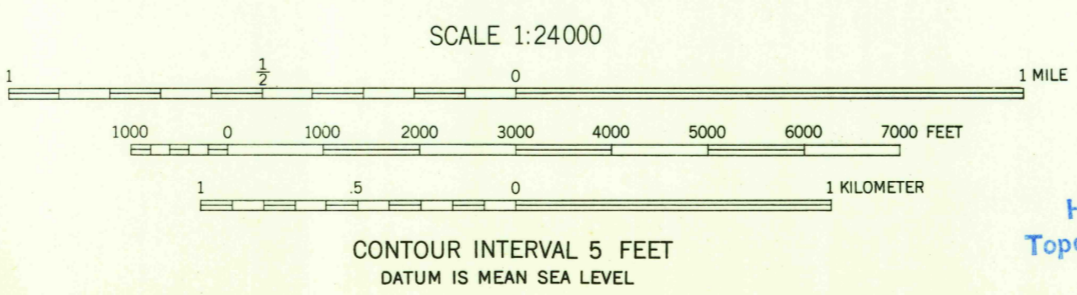 SCALE 1:24000
1 1/2 0 1 MILE
1000 0 1000 2000 3000 4000 5000 6000 7000 FEET
1 .5 0 1 KILOMETER
CONTOUR INTERVAL 5 FEET
DATUM IS MEAN SEA LEVEL